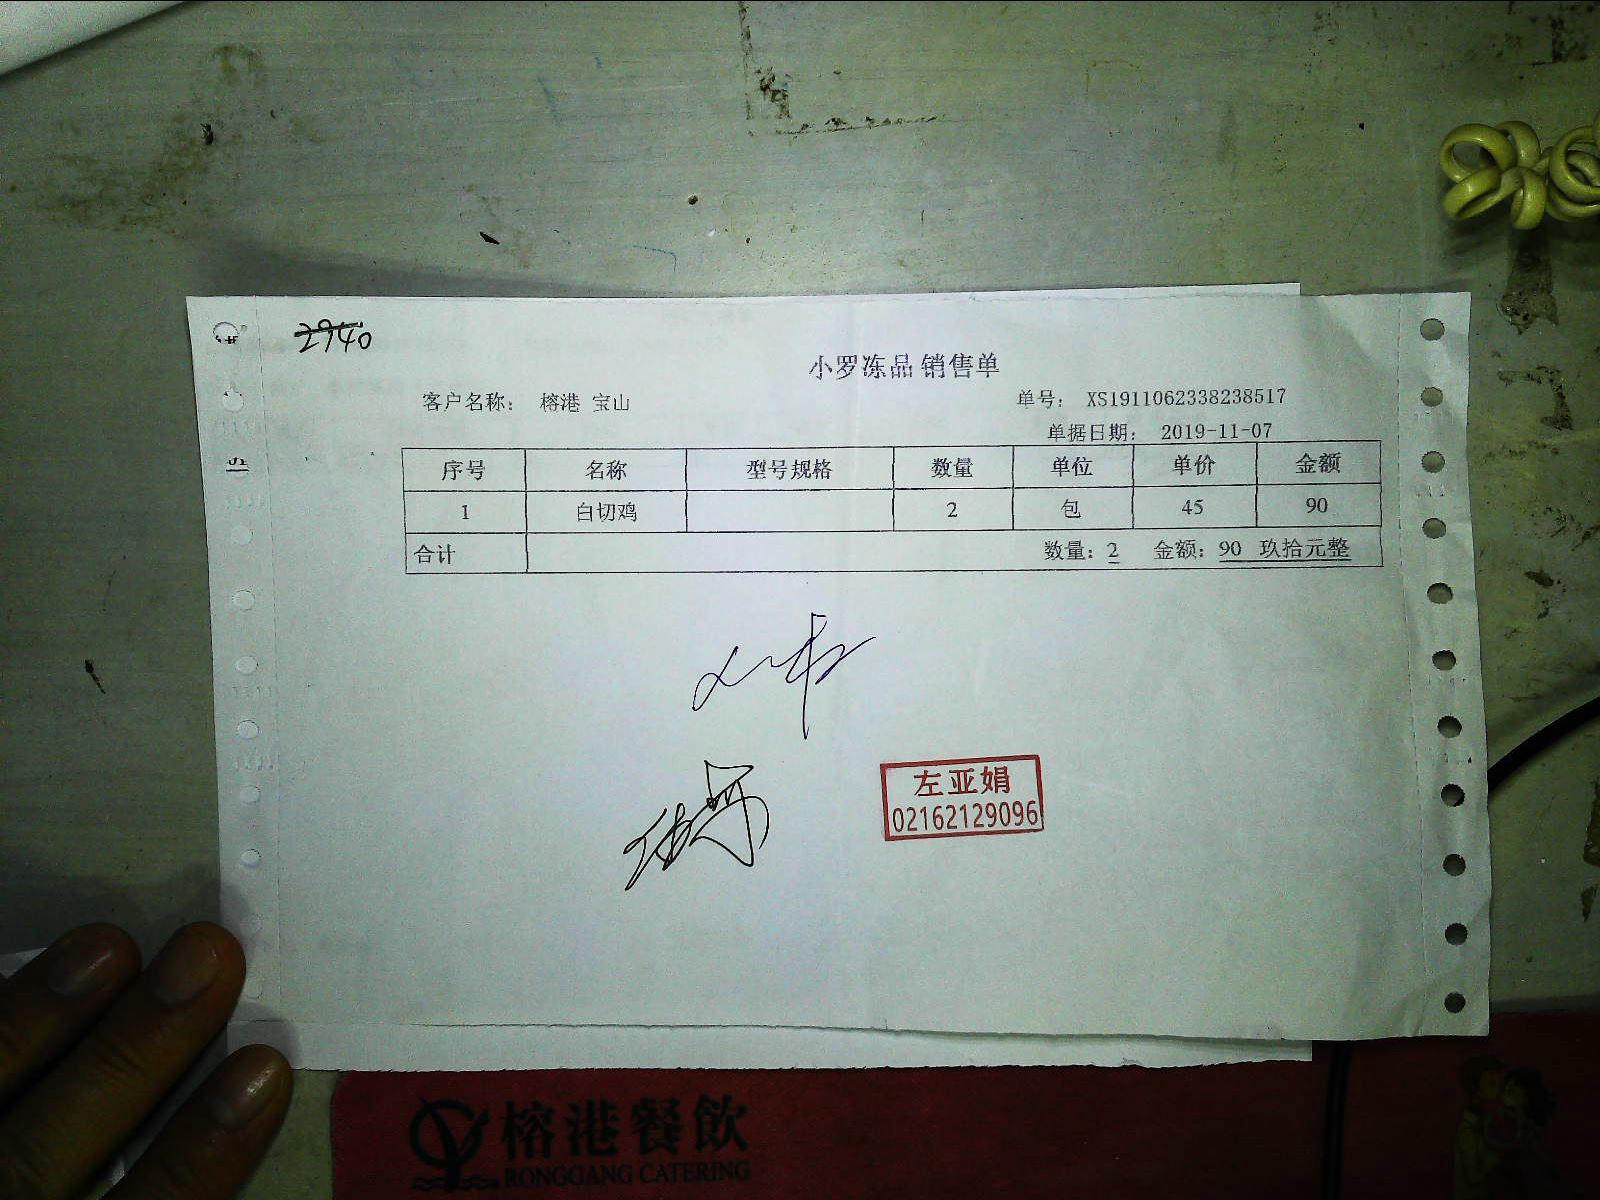 2940
小罗冻品 销售单
客户名称： 榕港 宝山
单号： XS1911062338238517
单据日期： 2019-11-07
序号 名称 型号规格 数量 单位 单价 金额
1 白切鸡 2 包 45 90
合计 数量：2 金额：90 玖拾元整
左亚娟
02162129096
榕港餐飲
RONGGANG CATERING